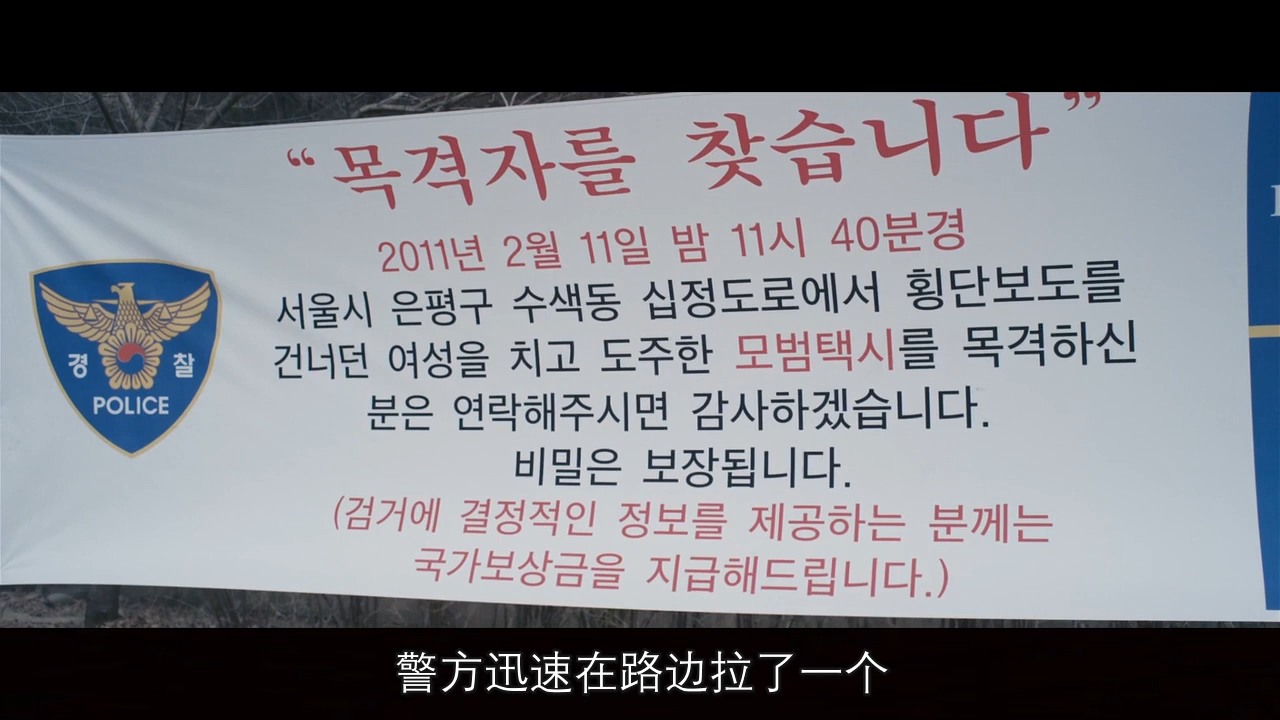 “목격자를 찾습니다”
2011년 2월 11일 밤 11시 40분경
서울시 은평구 수색동 십정도로에서 횡단보도를
건너던 여성을 치고 도주한 모범택시를 목격하신
분은 연락해주시면 감사하겠습니다.
비밀은 보장됩니다.
(검거에 결정적인 정보를 제공하는 분께는
국가보상금을 지급해드립니다.)
경찰
POLICE
警方迅速在路边拉了一个